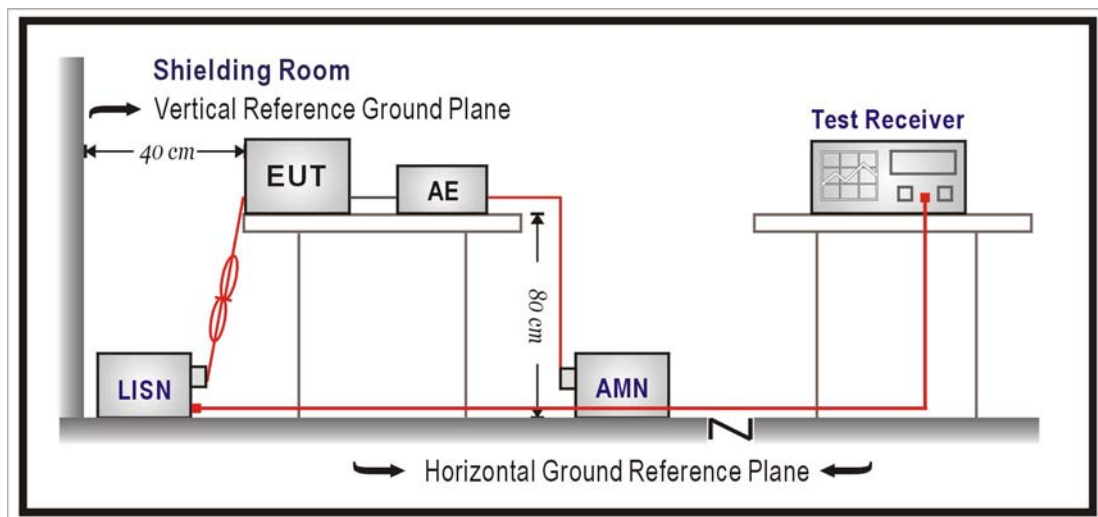 Shielding Room
Vertical Reference Ground Plane
40 cm
EUT
AE
Test Receiver
80 cm
LISN
AMN
Horizontal Ground Reference Plane